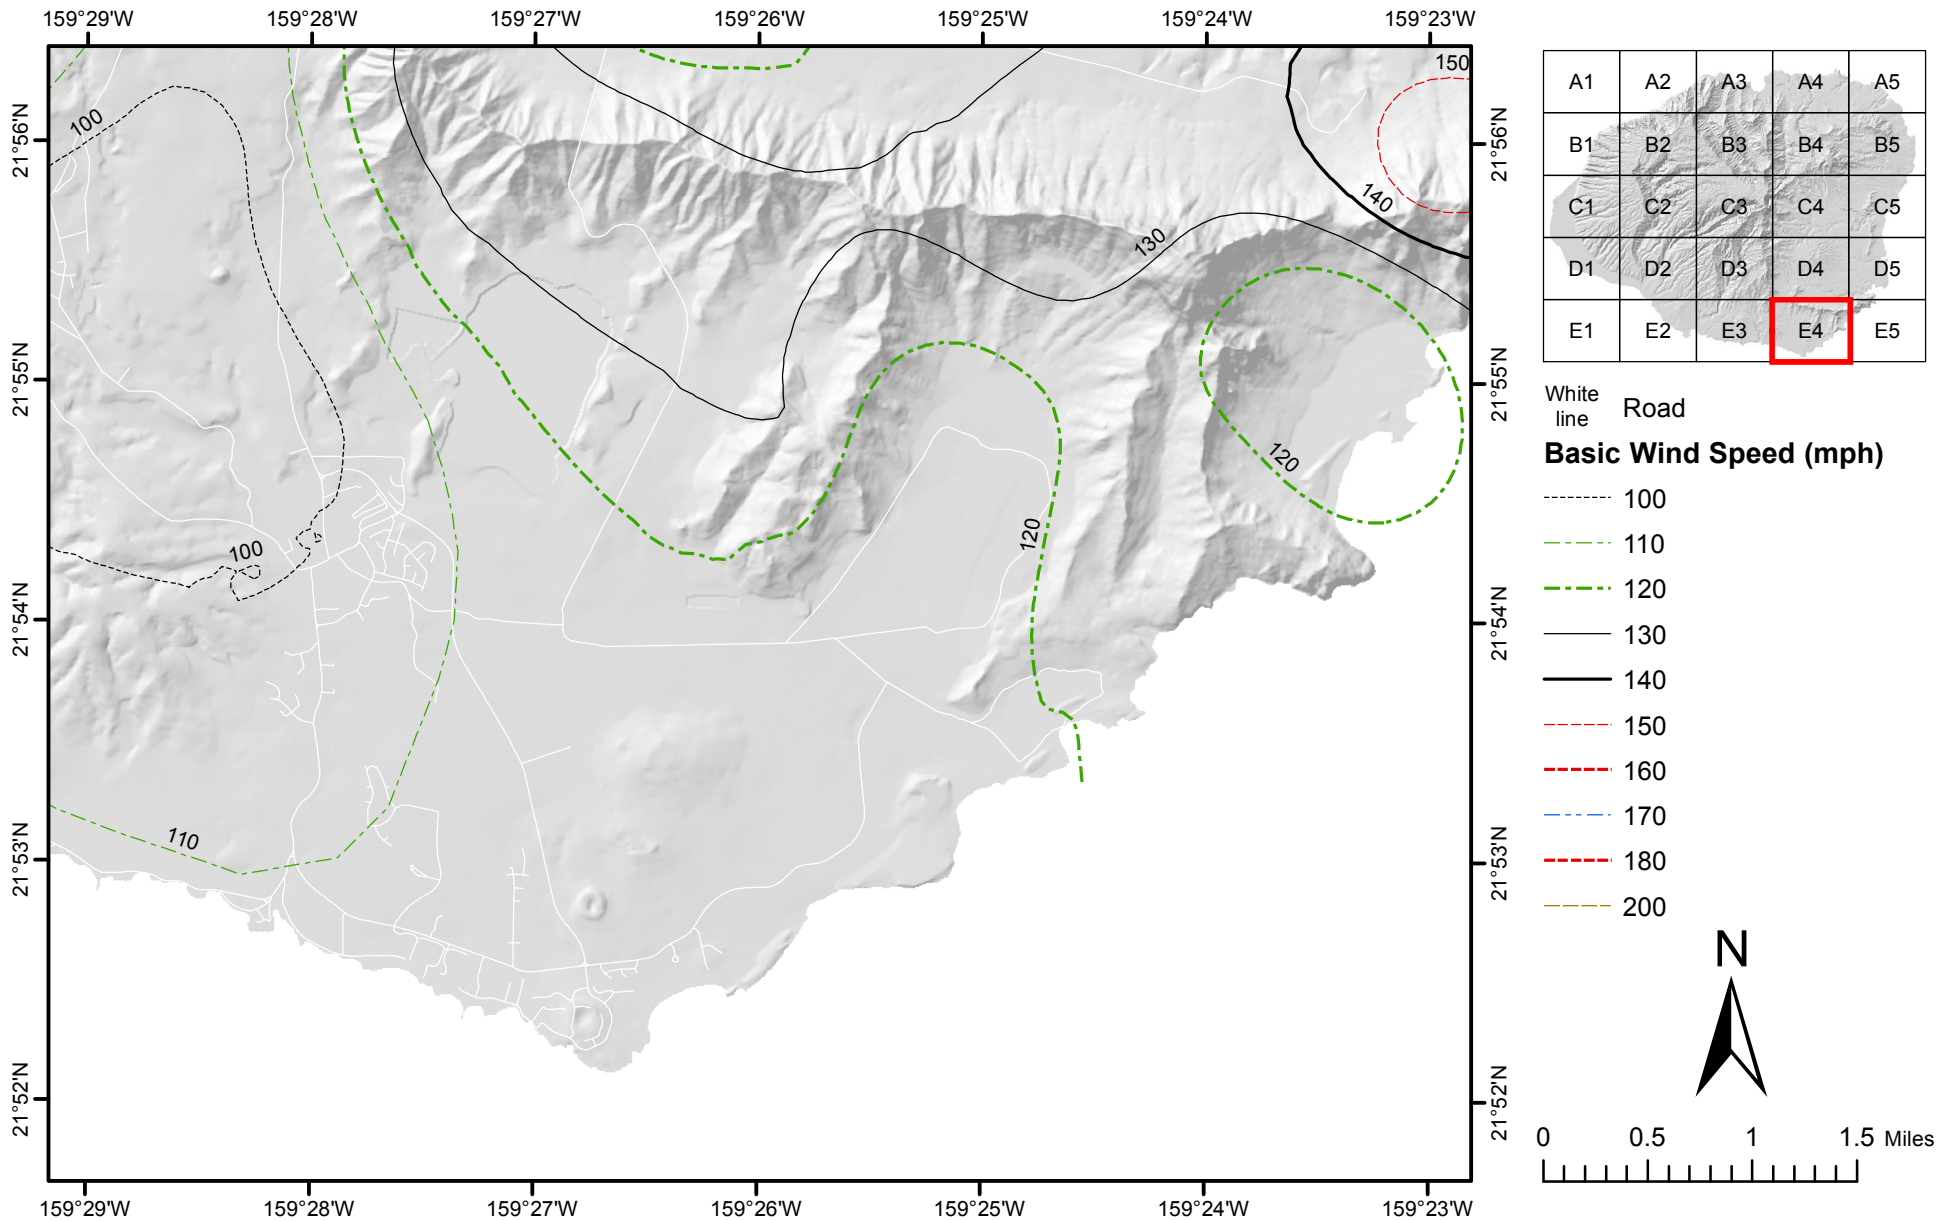 159°29'W 159°28'W 159°27'W 159°26'W 159°25'W 159°24'W 159°23'W
21°56'N
21°55'N
21°54'N
21°53'N
21°52'N
100
100
110
120
120
130
140
150
21°56'N
21°55'N
21°54'N
21°53'N
21°52'N
159°29'W 159°28'W 159°27'W 159°26'W 159°25'W 159°24'W 159°23'W
A1 A2 A3 A4 A5
B1 B2 B3 B4 B5
C1 C2 C3 C4 C5
D1 D2 D3 D4 D5
E1 E2 E3 E4 E5
White
line Road
Basic Wind Speed (mph)
100
110
120
130
140
150
160
170
180
200
N
0 0.5 1 1.5 Miles